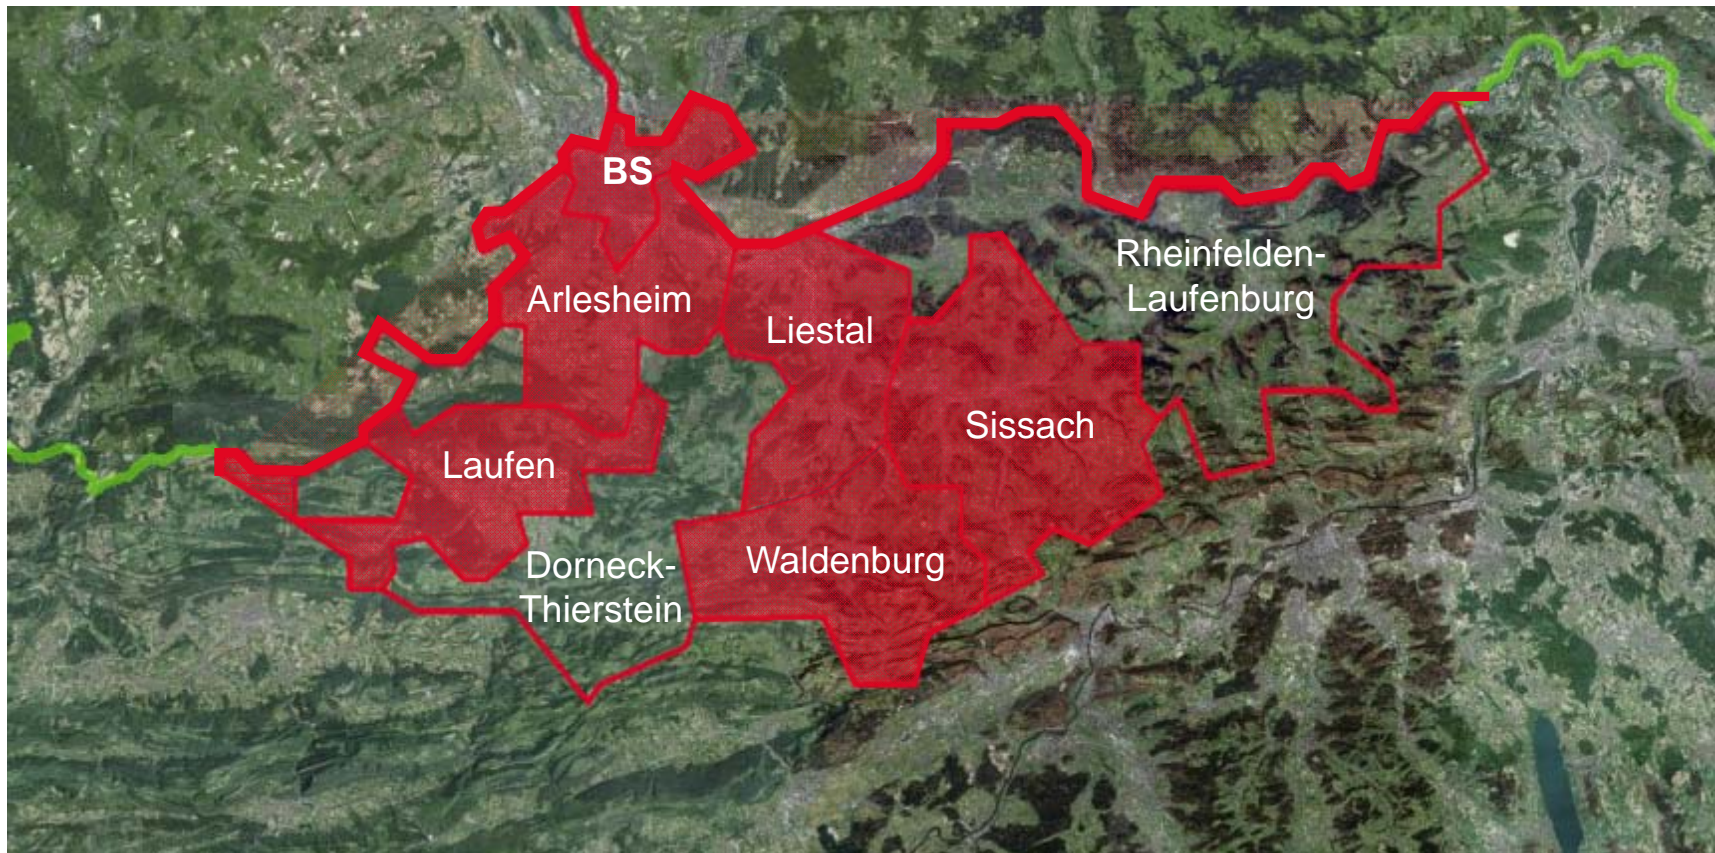 BS
Rheinfelden-
Laufenburg
Arlesheim
Liestal
Sissach
Laufen
Waldenburg
Dorneck-
Thierstein